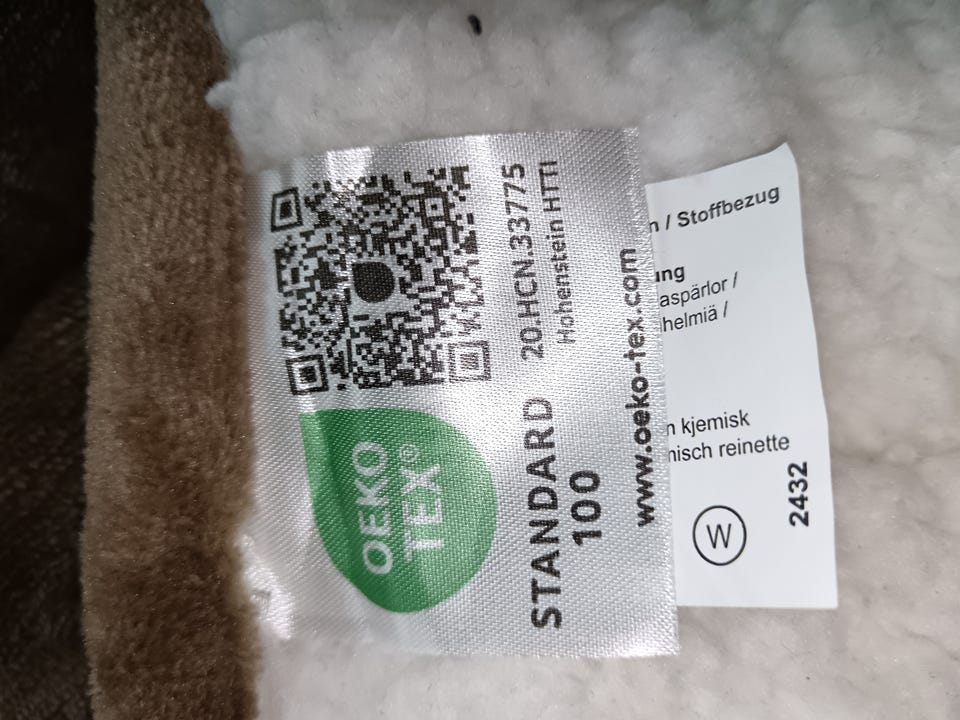 OEKO
TEX®
STANDARD
100
20.HCN.33775
Hohenstein HTTI
www.oeko-tex.com
n / Stoffbezug
ung
aspärlor /
helmiä /
n kjemisk
nisch reinette
W
2432